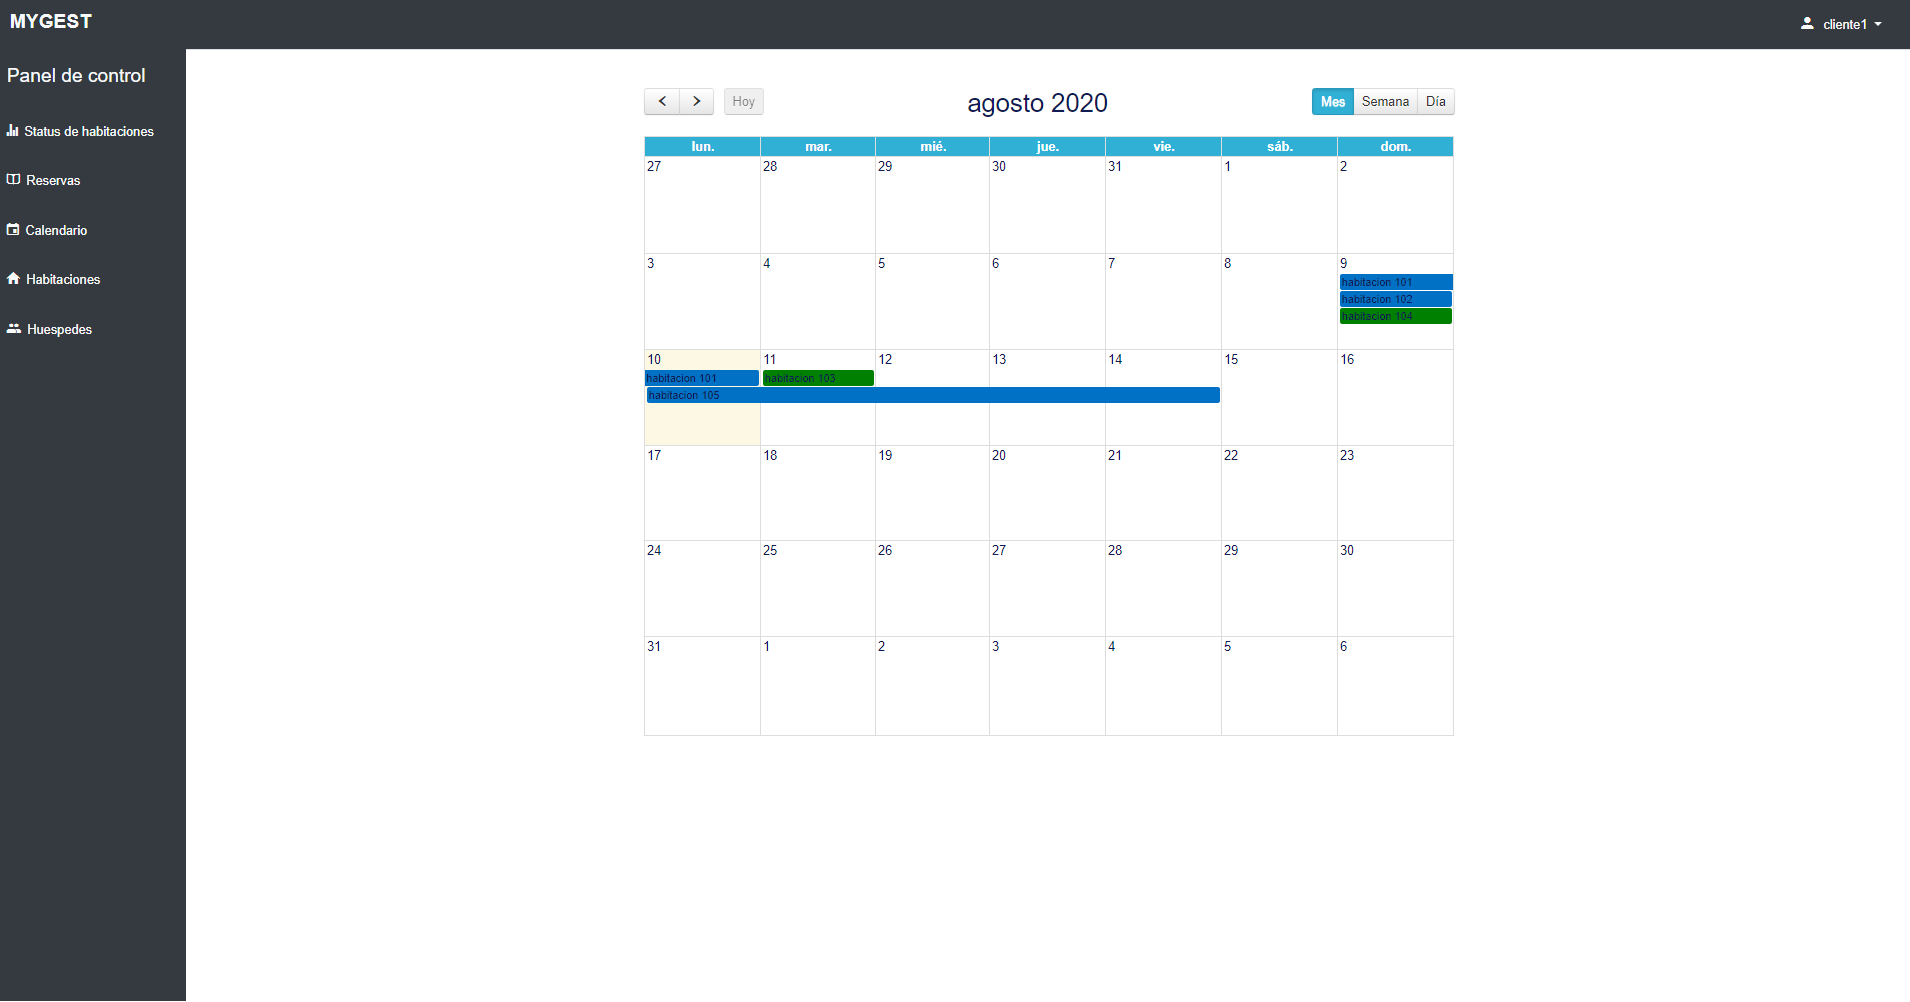 MYGEST
cliente1
Panel de control
Status de habitaciones
Reservas
Calendario
Habitaciones
Huespedes
Hoy
agosto 2020
Mes Semana Día
lun. mar. mié. jue. vie. sáb. dom.
27 28 29 30 31 1 2
3 4 5 6 7 8 9
habitacion 101
habitacion 102
habitacion 104
10 11 12 13 14 15 16
habitacion 101 habitacion 103
habitacion 105
17 18 19 20 21 22 23
24 25 26 27 28 29 30
31 1 2 3 4 5 6